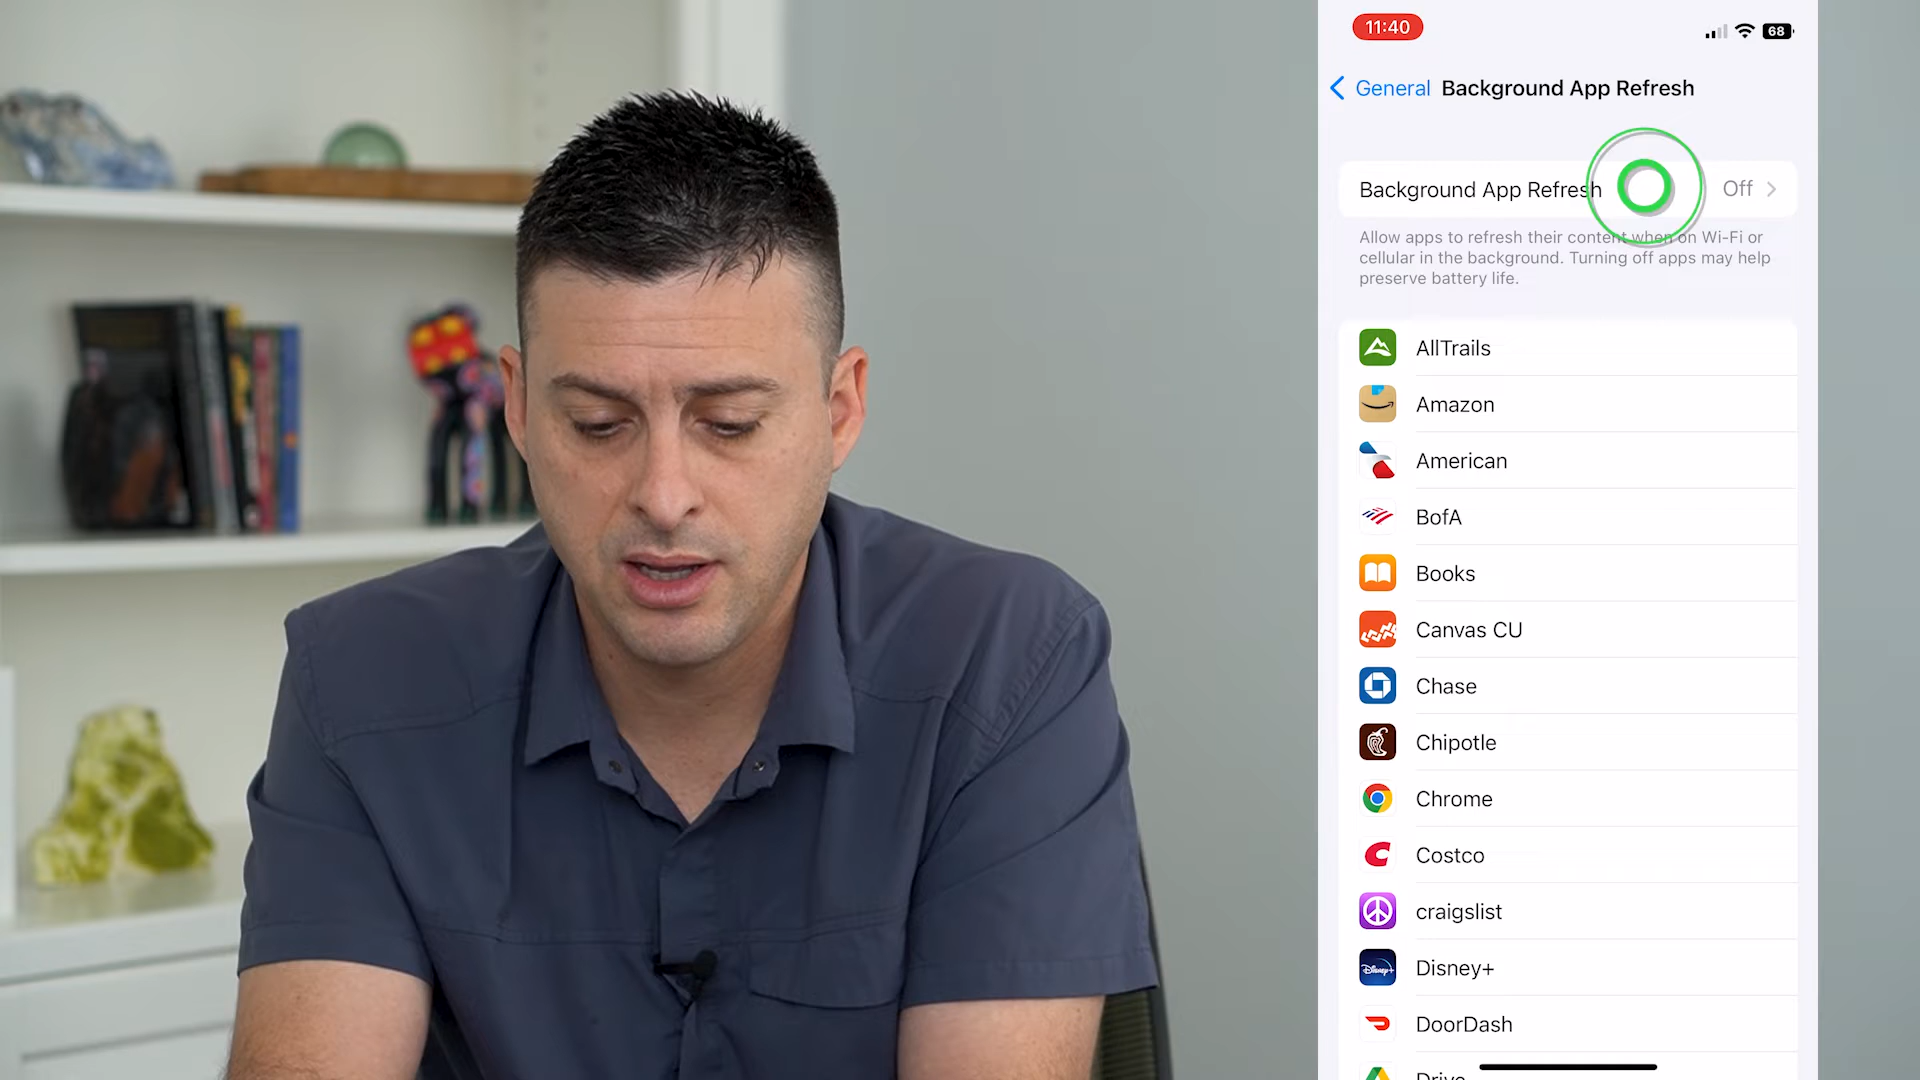 11:40
68
General Background App Refresh
Background App Refresh Off
Allow apps to refresh their content when on Wi-Fi or
cellular in the background. Turning off apps may help
preserve battery life.
AllTrails
Amazon
American
BofA
Books
Canvas CU
Chase
Chipotle
Chrome
Costco
craigslist
Disney+
Disney+
DoorDash
Drive